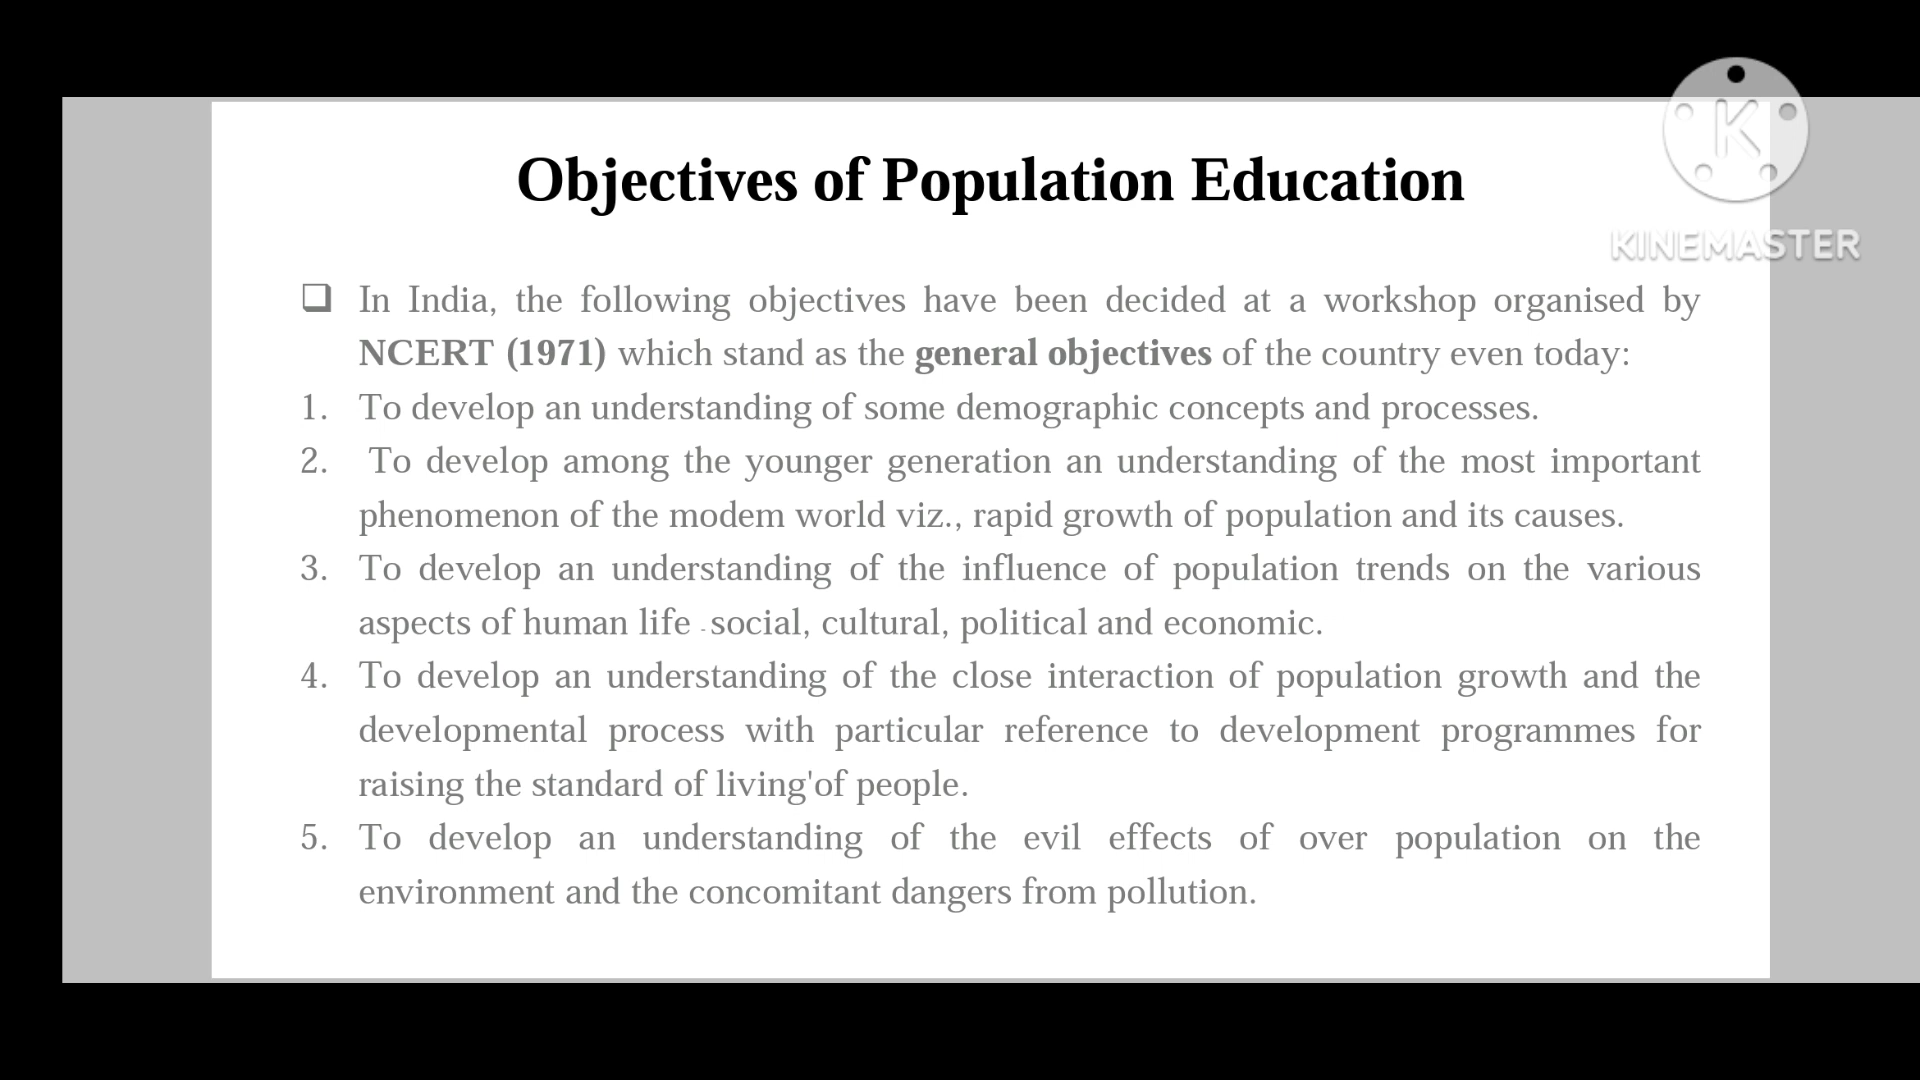 Objectives of Population Education
K
KINEMASTER
❑ In India, the following objectives have been decided at a workshop organised by
NCERT (1971) which stand as the general objectives of the country even today:
1. To develop an understanding of some demographic concepts and processes.
2. To develop among the younger generation an understanding of the most important
phenomenon of the modem world viz., rapid growth of population and its causes.
3. To develop an understanding of the influence of population trends on the various
aspects of human life - social, cultural, political and economic.
4. To develop an understanding of the close interaction of population growth and the
developmental process with particular reference to development programmes for
raising the standard of living'of people.
5. To develop an understanding of the evil effects of over population on the
environment and the concomitant dangers from pollution.